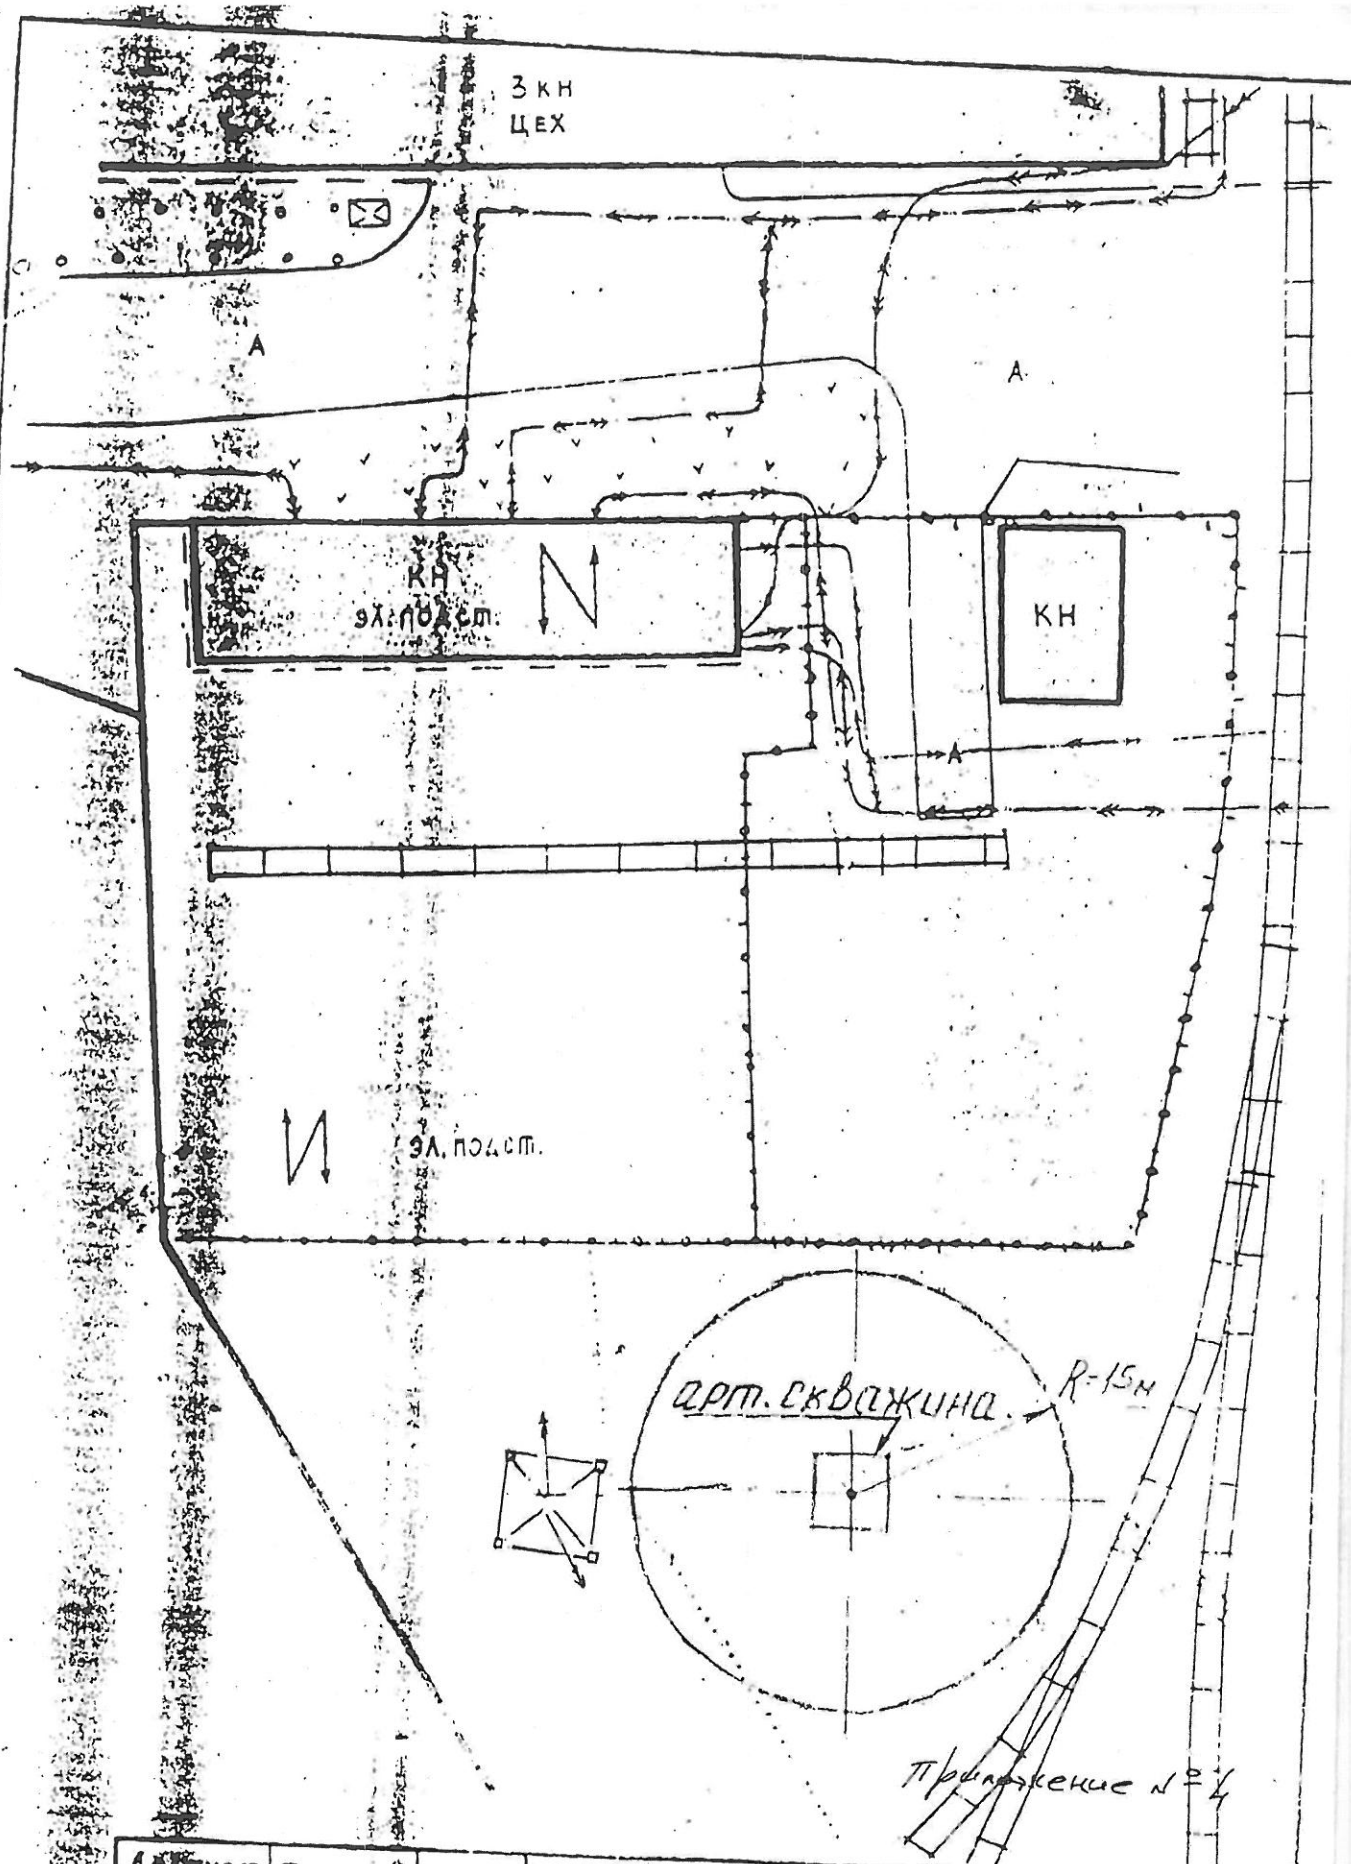 3 КН
ЦЕХ
А
А
КН
эл. подст.
КН
А
эл. подст.
арт. скважина
R-15м
Приложение № 4